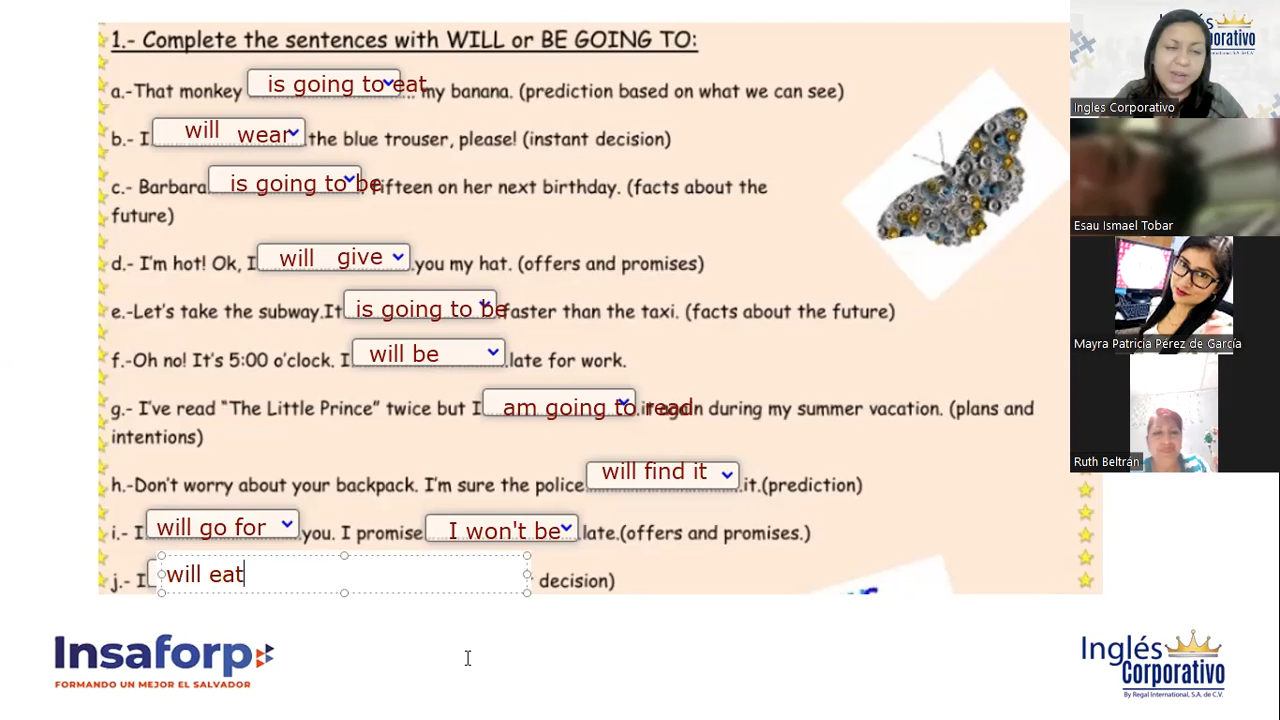 1.- Complete the sentences with WILL or BE GOING TO:
a.-That monkey is going to eat my banana. (prediction based on what we can see)
b.- I will wear the blue trouser, please! (instant decision)
c.- Barbara is going to be fifteen on her next birthday. (facts about the
future)
d.- I'm hot! Ok, I will give you my hat. (offers and promises)
e.-Let's take the subway.It is going to be faster than the taxi. (facts about the future)
f.-Oh no! It's 5:00 o'clock. I will be late for work.
g.- I've read "The Little Prince" twice but I am going to read it again during my summer vacation. (plans and
intentions)
h.-Don't worry about your backpack. I'm sure the police will find it it.(prediction)
i.- I will go for you. I promise I won't be late.(offers and promises.)
j.- I will eat decision)
Insaforp
FORMANDO UN MEJOR EL SALVADOR
Inglés
Corporativo
By Regal International, S.A. de C.V.
Ingles Corporativo
Esau Ismael Tobar
Mayra Patricia Pérez de García
Ruth Beltrán